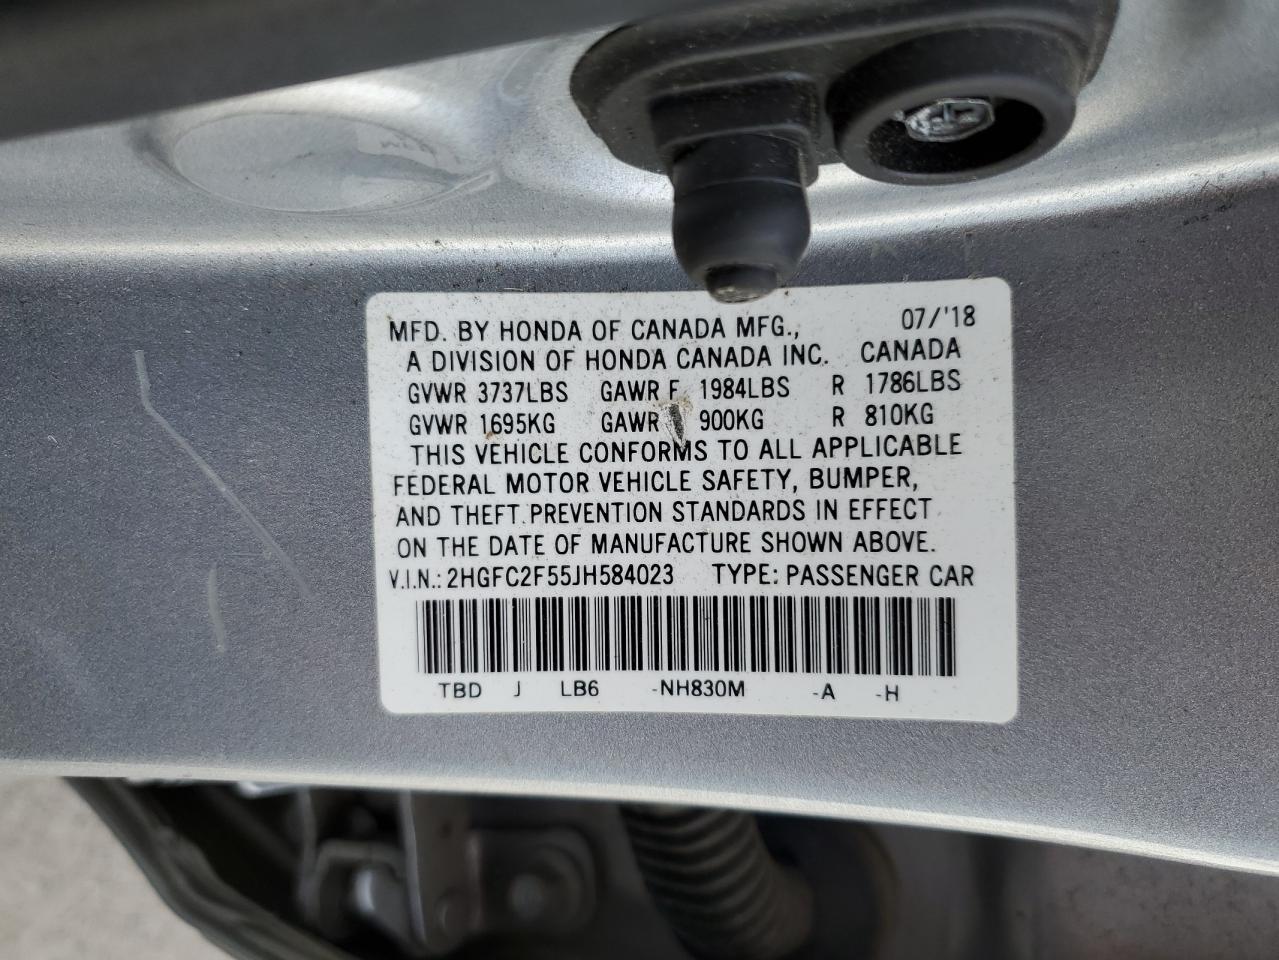 MFD. BY HONDA OF CANADA MFG., 07/'18
A DIVISION OF HONDA CANADA INC. CANADA
GVWR 3737LBS GAWR F 1984LBS R 1786LBS
GVWR 1695KG GAWR 900KG R 810KG
THIS VEHICLE CONFORMS TO ALL APPLICABLE
FEDERAL MOTOR VEHICLE SAFETY, BUMPER,
AND THEFT PREVENTION STANDARDS IN EFFECT
ON THE DATE OF MANUFACTURE SHOWN ABOVE.
V.I.N.: 2HGFC2F55JH584023 TYPE: PASSENGER CAR
TBD J LB6 -NH830M -A -H